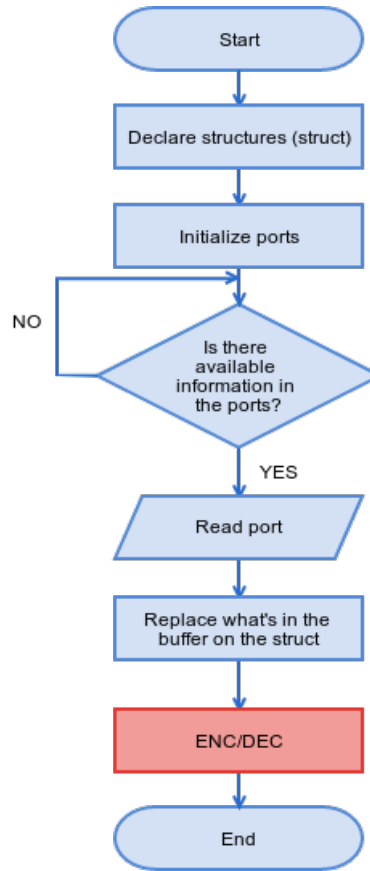 Start
Declare structures (struct)
Initialize ports
NO
Is there
available
information in
the ports?
YES
Read port
Replace what's in the
buffer on the struct
ENC/DEC
End